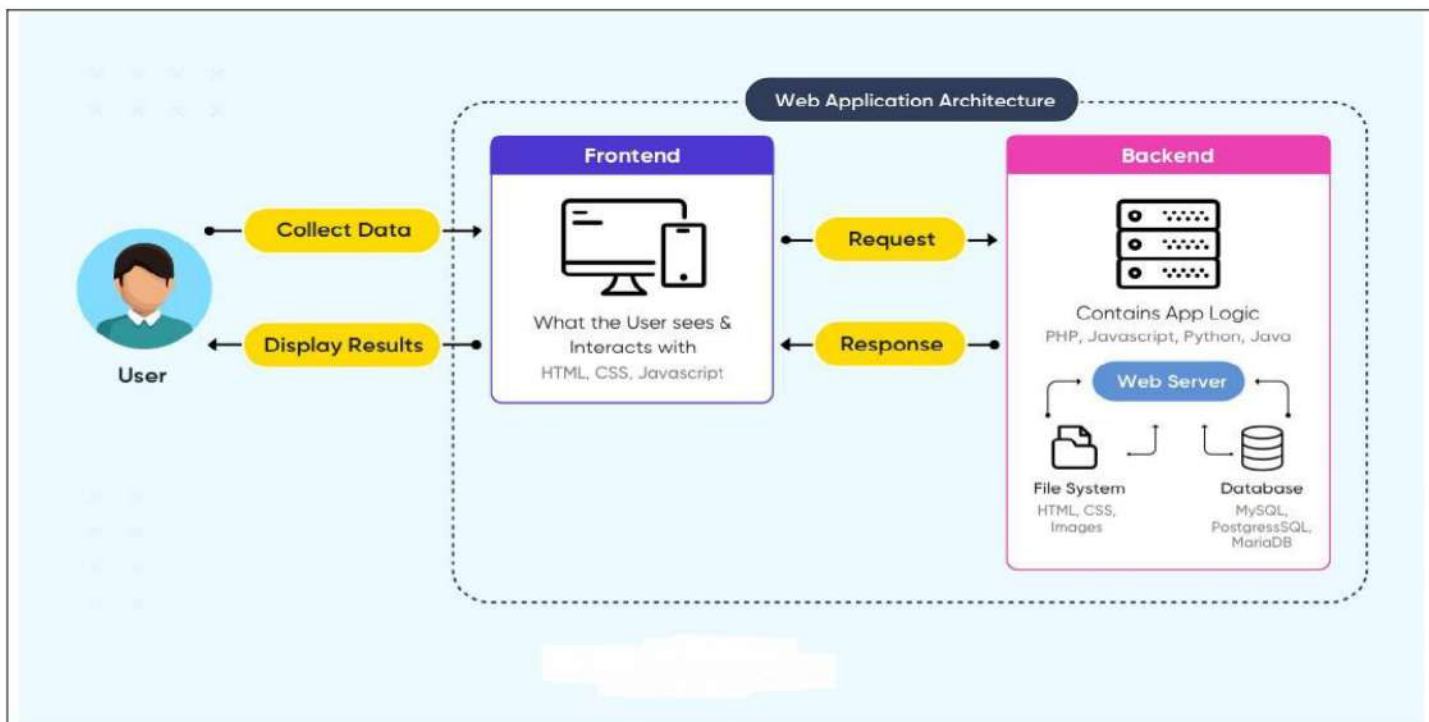 Web Application Architecture
Frontend
Backend
Collect Data
Request
What the User sees &
Interacts with
HTML, CSS, Javascript
Contains App Logic
PHP, Javascript, Python, Java
Display Results
Response
User
Web Server
File System
HTML, CSS,
Images
Database
MySQL,
PostgressSQL,
MariaDB